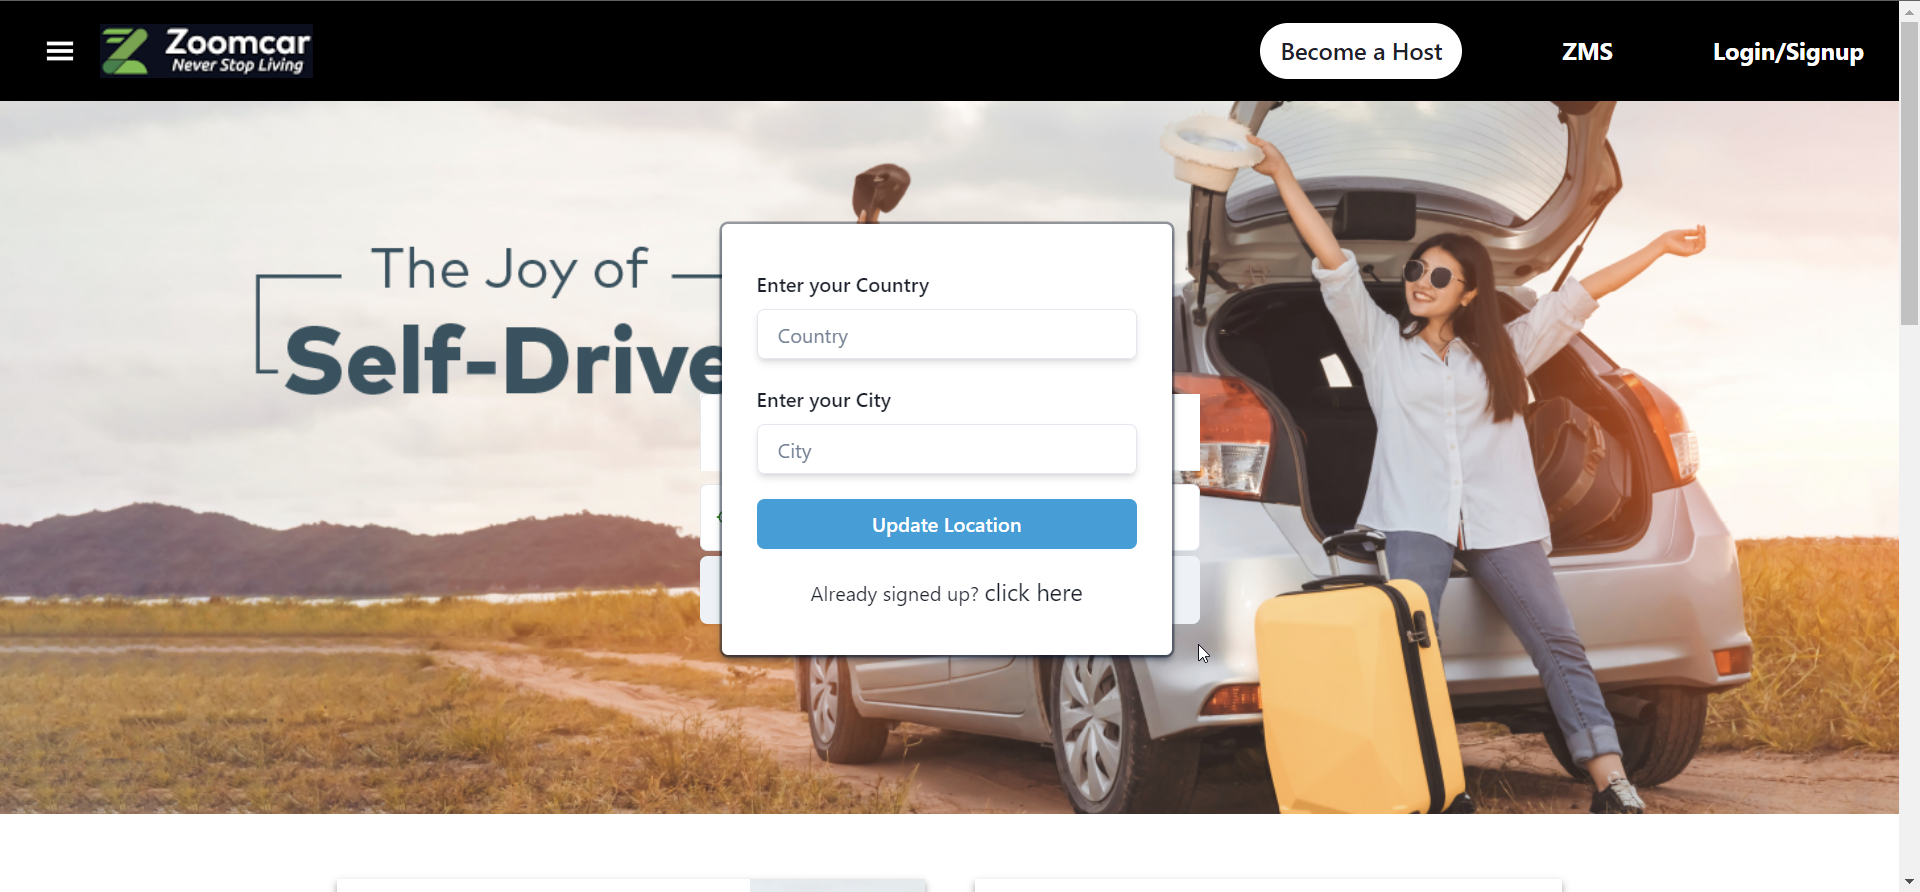 Zoomcar
Never Stop Living
Become a Host
ZMS
Login/Signup
The Joy of
Self-Drive
Enter your Country
Country
Enter your City
City
Update Location
Already signed up? click here